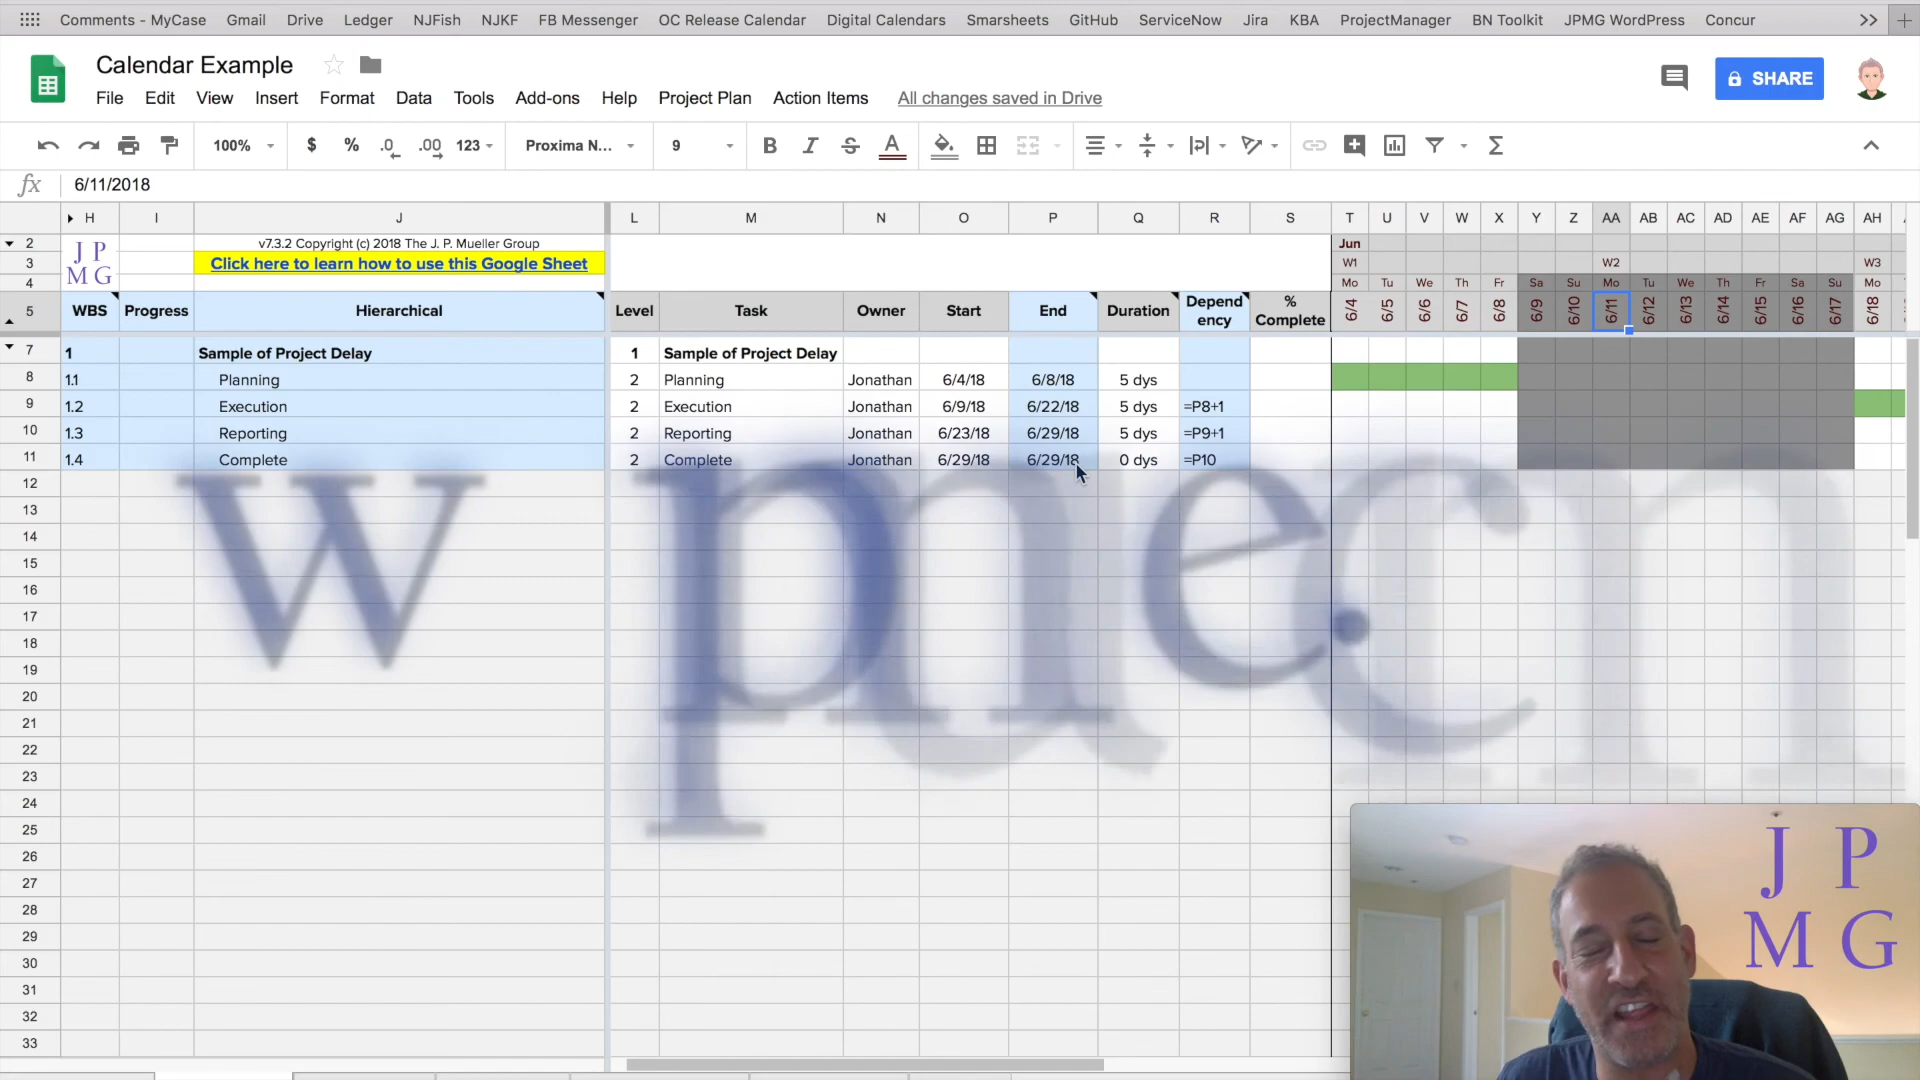 Comments - MyCase Gmail Drive Ledger NJFish NJKF FB Messenger OC Release Calendar Digital Calendars Smarsheets GitHub ServiceNow Jira KBA ProjectManager BN Toolkit JPMG WordPress Concur
Calendar Example
File Edit View Insert Format Data Tools Add-ons Help Project Plan Action Items All changes saved in Drive
SHARE
100% $ % .0 .00 123 Proxima N... 9 B I S A
fx 6/11/2018
H I J L M N O P Q R S T U V W X Y Z AA AB AC AD AE AF AG AH
2 v7.3.2 Copyright (c) 2018 The J. P. Mueller Group Jun
J P
M G
3 Click here to learn how to use this Google Sheet W1 W2 W3
4 Mo Tu We Th Fr Sa Su Mo Tu We Th Fr Sa Su Mo
5 WBS Progress Hierarchical Level Task Owner Start End Duration Depend ency % Complete 6/4 6/5 6/6 6/7 6/8 6/9 6/10 6/11 6/12 6/13 6/14 6/15 6/16 6/17 6/18
7 1 Sample of Project Delay 1 Sample of Project Delay
8 1.1 Planning 2 Planning Jonathan 6/4/18 6/8/18 5 dys
9 1.2 Execution 2 Execution Jonathan 6/9/18 6/22/18 5 dys =P8+1
10 1.3 Reporting 2 Reporting Jonathan 6/23/18 6/29/18 5 dys =P9+1
11 1.4 Complete 2 Complete Jonathan 6/29/18 6/29/18 0 dys =P10
12
13
14
15
16
17
18
19
20
21
22
23
24
25
26
27
28
29
30
31
32
33
J P
M G